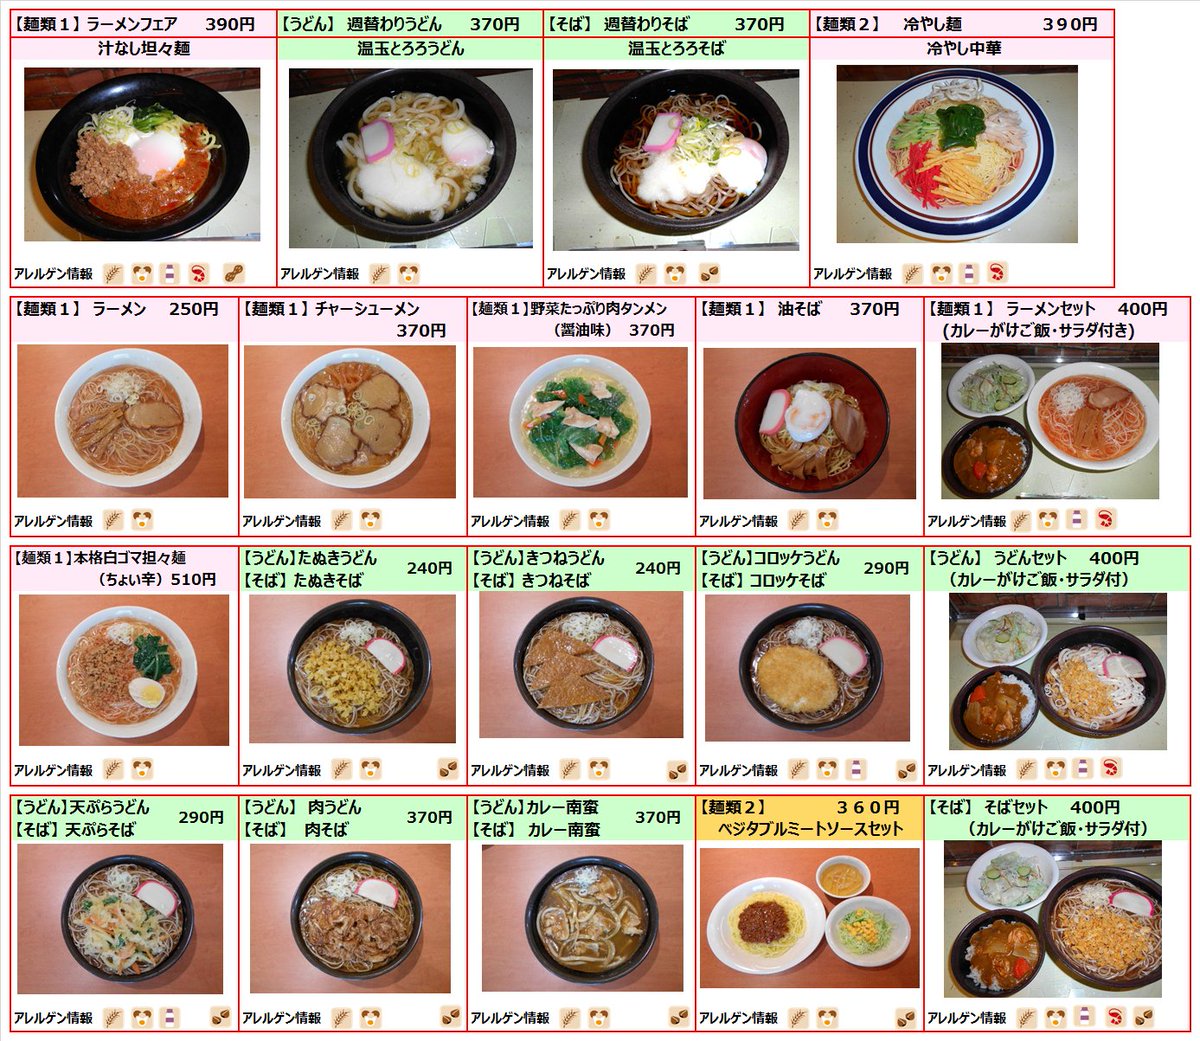 【麺類１】 ラーメンフェア 390円
汁なし坦々麺
アレルゲン情報
【うどん】 週替わりうどん 370円
温玉とろろうどん
アレルゲン情報
【そば】 週替わりそば 370円
温玉とろろそば
アレルゲン情報
【麺類２】 冷やし麺 ３９０円
冷やし中華
アレルゲン情報
【麺類１】 ラーメン 250円
アレルゲン情報
【麺類１】 チャーシューメン
370円
アレルゲン情報
【麺類１】野菜たっぷり肉タンメン
（醤油味） 370円
アレルゲン情報
【麺類１】 油そば 370円
アレルゲン情報
【麺類１】 ラーメンセット 400円
(カレーがけご飯・サラダ付き)
アレルゲン情報
【麺類１】本格白ゴマ担々麺
（ちょい辛）510円
アレルゲン情報
【うどん】たぬきうどん
【そば】 たぬきそば 240円
アレルゲン情報
【うどん】きつねうどん
【そば】 きつねそば 240円
アレルゲン情報
【うどん】コロッケうどん
【そば】 コロッケそば 290円
アレルゲン情報
【うどん】 うどんセット 400円
（カレーがけご飯・サラダ付）
アレルゲン情報
【うどん】天ぷらうどん
【そば】 天ぷらそば 290円
アレルゲン情報
【うどん】 肉うどん
【そば】 肉そば 370円
アレルゲン情報
【うどん】カレー南蛮
【そば】 カレー南蛮 370円
アレルゲン情報
【麺類２】 ３６０円
ベジタブルミートソースセット
アレルゲン情報
【そば】 そばセット 400円
（カレーがけご飯・サラダ付）
アレルゲン情報